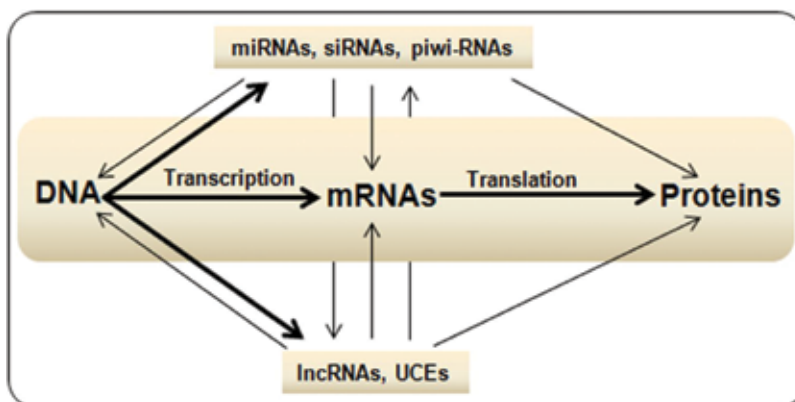 miRNAs, siRNAs, piwi-RNAs
Transcription
Translation
DNA
mRNAs
Proteins
lncRNAs, UCEs